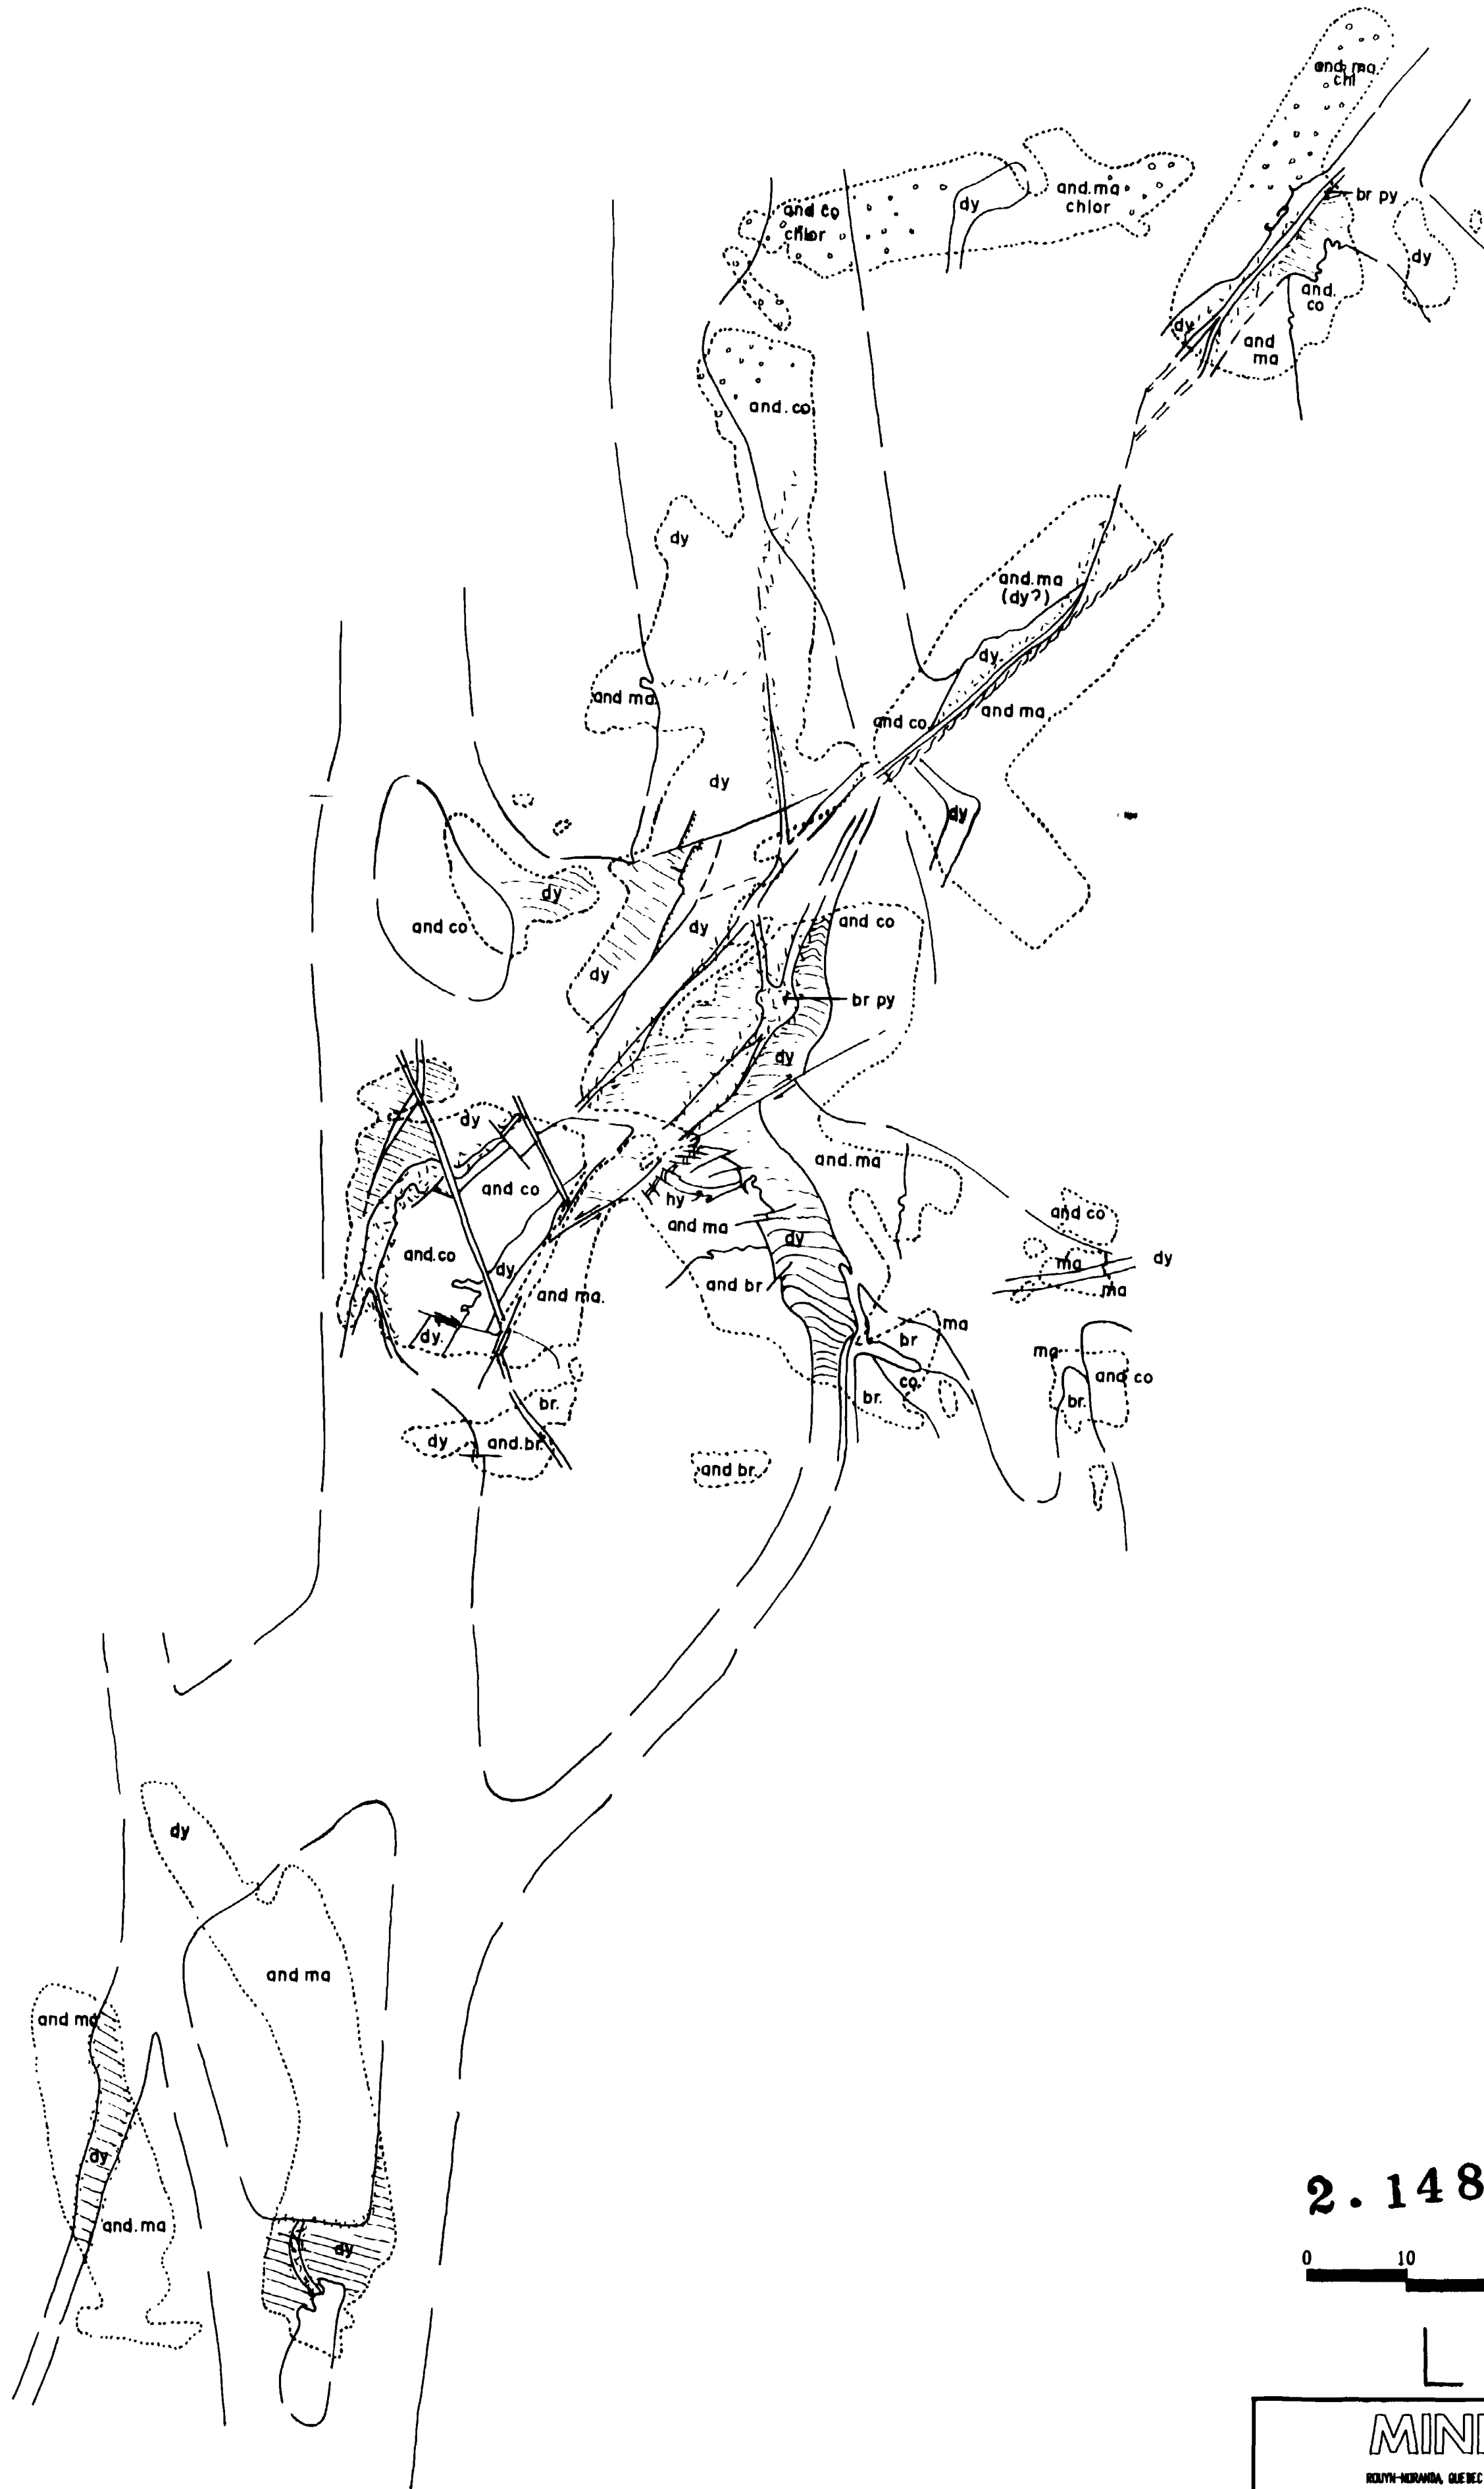 and. ma
chl
br py
and co
chlor
dy
and. ma
chlor
dy
and.
co
dy
and
ma
and. co
dy
and. ma
(dy?)
dy
and ma
and co
and ma
dy
dy
dy
and co
dy
and co
dy
br py
dy
dy
and. ma
and co
hy
and ma
and co
dy
and. co
dy
ma
dy
and br
and ma.
ma
dy.
br
ma
ma
and co
co
br.
br.
br.
dy
and. br.
and br.
dy
and ma
and ma
dy
and. ma
dy
2.148
0 10
MIN
ROUYN-NORANDA, QUEBEC